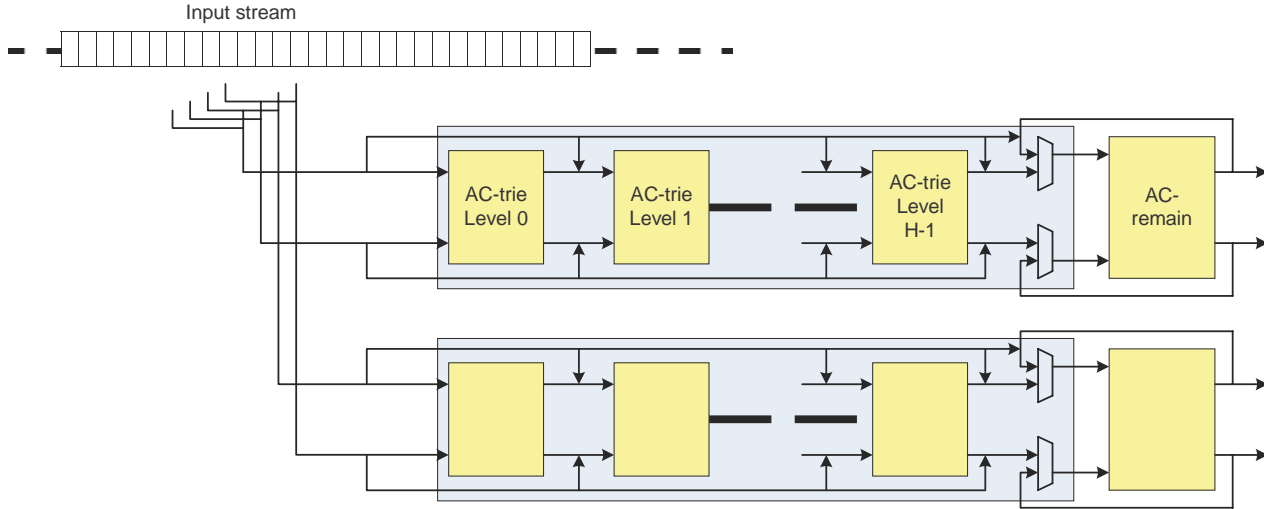 Input stream
AC-trie
Level 0
AC-trie
Level 1
AC-trie
Level
H-1
AC-
remain